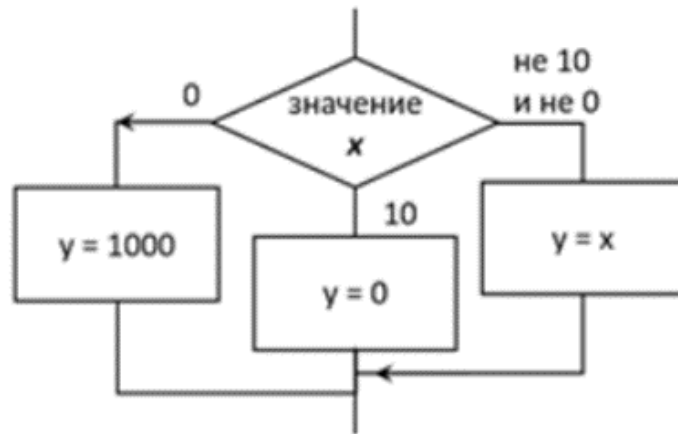 0
значение
x
не 10
и не 0
10
y = 1000
y = 0
y = x